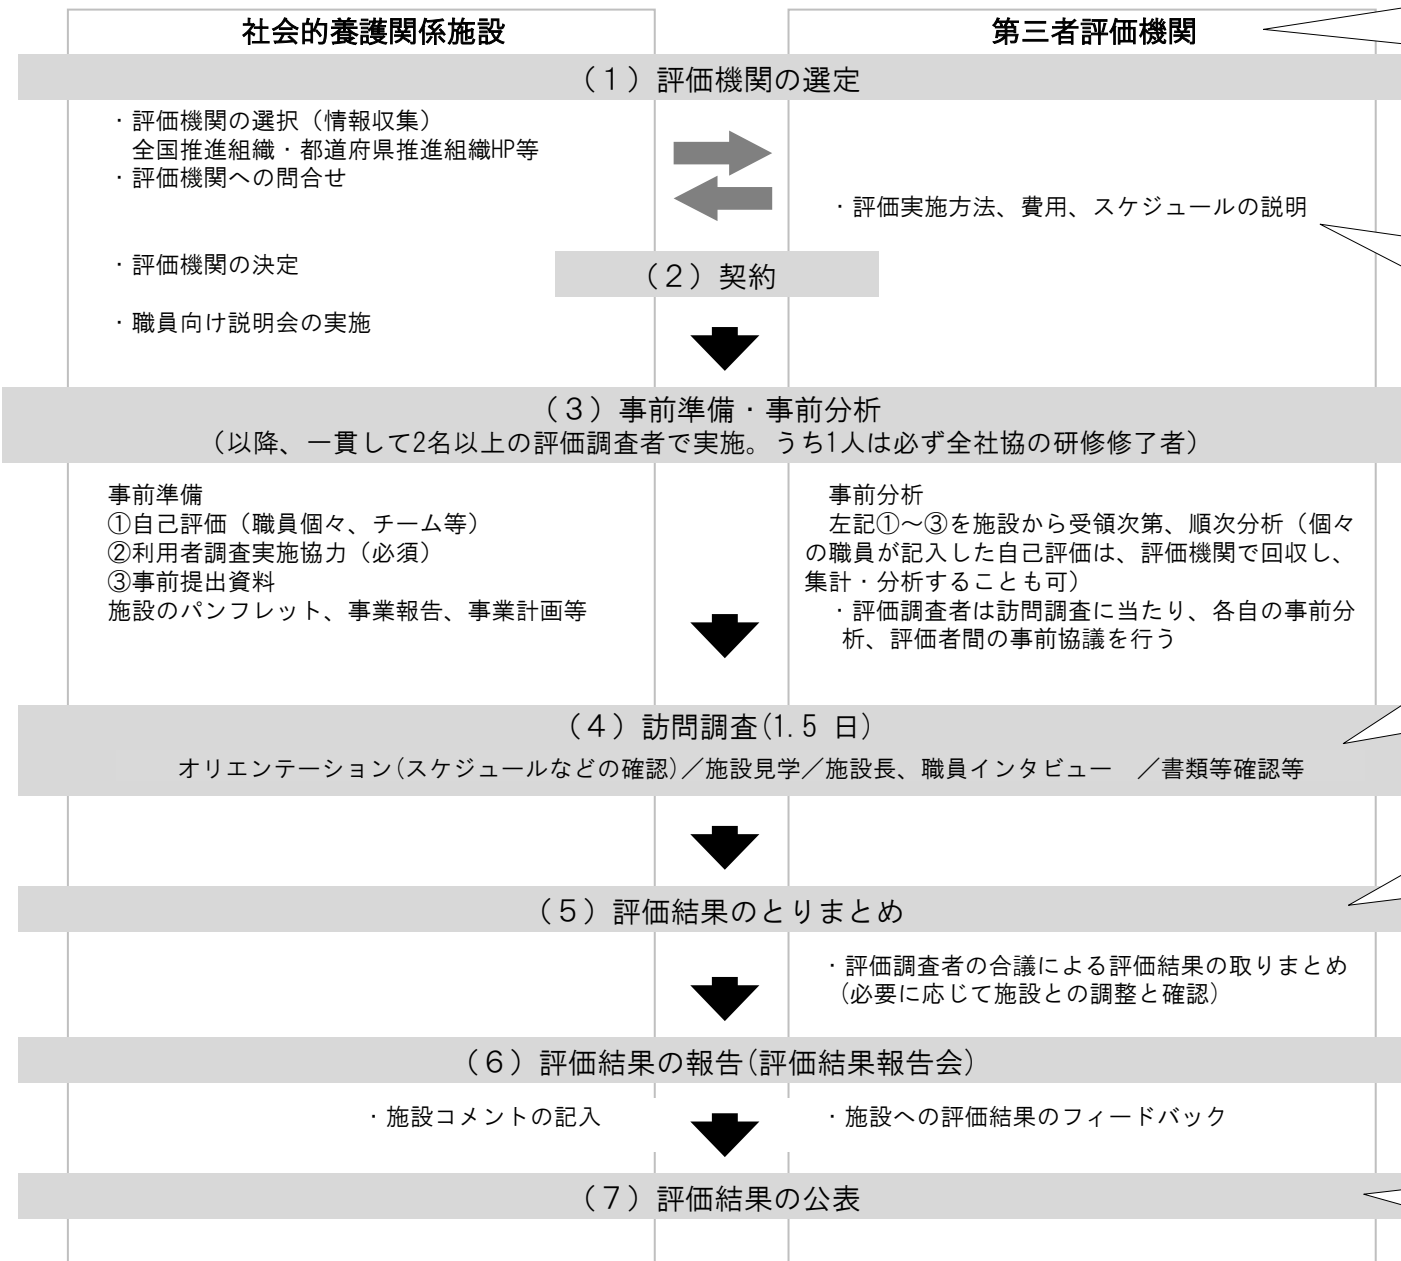 社会的養護関係施設
第三者評価機関
（１）評価機関の選定
・評価機関の選択（情報収集）
全国推進組織・都道府県推進組織HP等
・評価機関への問合せ
・評価実施方法、費用、スケジュールの説明
・評価機関の決定
（２）契約
・職員向け説明会の実施
（３）事前準備・事前分析
（以降、一貫して2名以上の評価調査者で実施。うち1人は必ず全社協の研修修了者）
事前準備
①自己評価（職員個々、チーム等）
②利用者調査実施協力（必須）
③事前提出資料
施設のパンフレット、事業報告、事業計画等
事前分析
左記①～③を施設から受領次第、順次分析（個々
の職員が記入した自己評価は、評価機関で回収し、
集計・分析することも可）
・評価調査者は訪問調査に当たり、各自の事前分
析、評価者間の事前協議を行う
（４）訪問調査(1.5 日)
オリエンテーション(スケジュールなどの確認)／施設見学／施設長、職員インタビュー　／書類等確認等
（５）評価結果のとりまとめ
・評価調査者の合議による評価結果の取りまとめ
(必要に応じて施設との調整と確認)
（６）評価結果の報告(評価結果報告会)
・施設コメントの記入
・施設への評価結果のフィードバック
（７）評価結果の公表